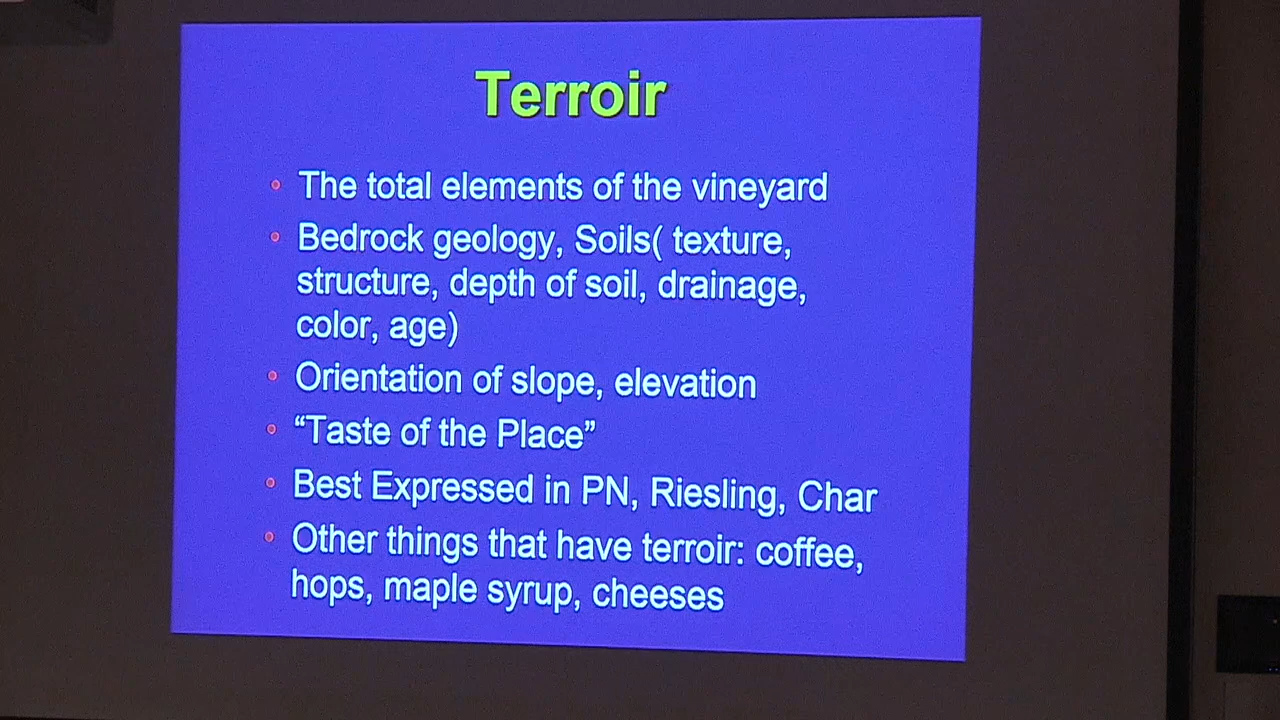 Terroir
The total elements of the vineyard
Bedrock geology, Soils( texture,
structure, depth of soil, drainage,
color, age)
Orientation of slope, elevation
“Taste of the Place”
Best Expressed in PN, Riesling, Char
Other things that have terroir: coffee,
hops, maple syrup, cheeses